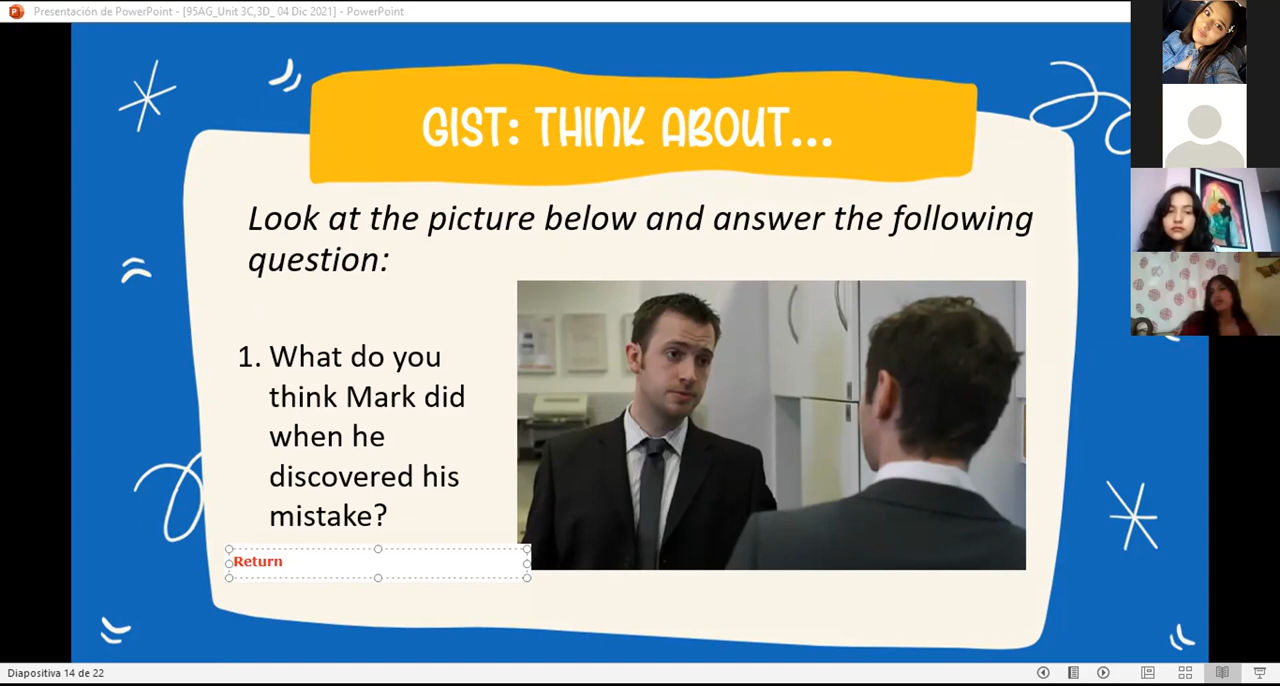 Presentación de PowerPoint - [95AG_Unit 3C,3D_ 04 Dic 2021] - PowerPoint
GIST: THINK ABOUT...
Look at the picture below and answer the following
question:
1. What do you
think Mark did
when he
discovered his
mistake?
Return
Diapositiva 14 de 22